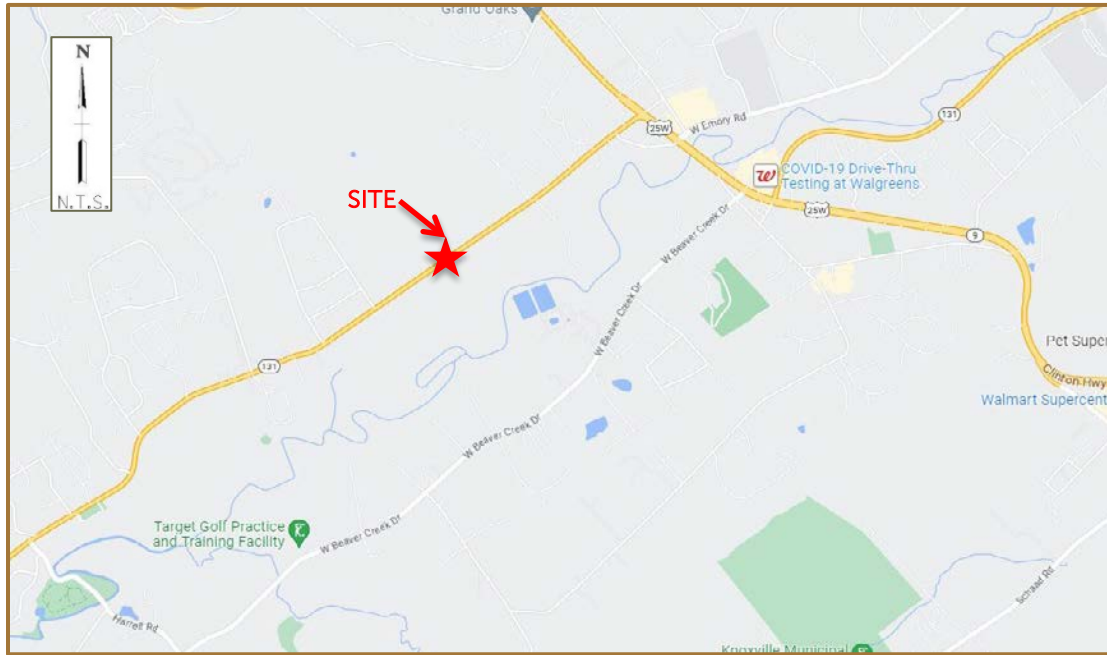 Grand Oaks
N
N.T.S.
25W
W Emory Rd
131
COVID-19 Drive-Thru
Testing at Walgreens
SITE
W Beaver Creek Dr
25W
9
W Beaver Creek Dr
Pet Super
131
Clinton Hwy
Walmart Supercent
W Beaver Creek Dr
Target Golf Practice
and Training Facility
W Beaver Creek Dr
Schaad Rd
Harrell Rd
Knoxville Municipal